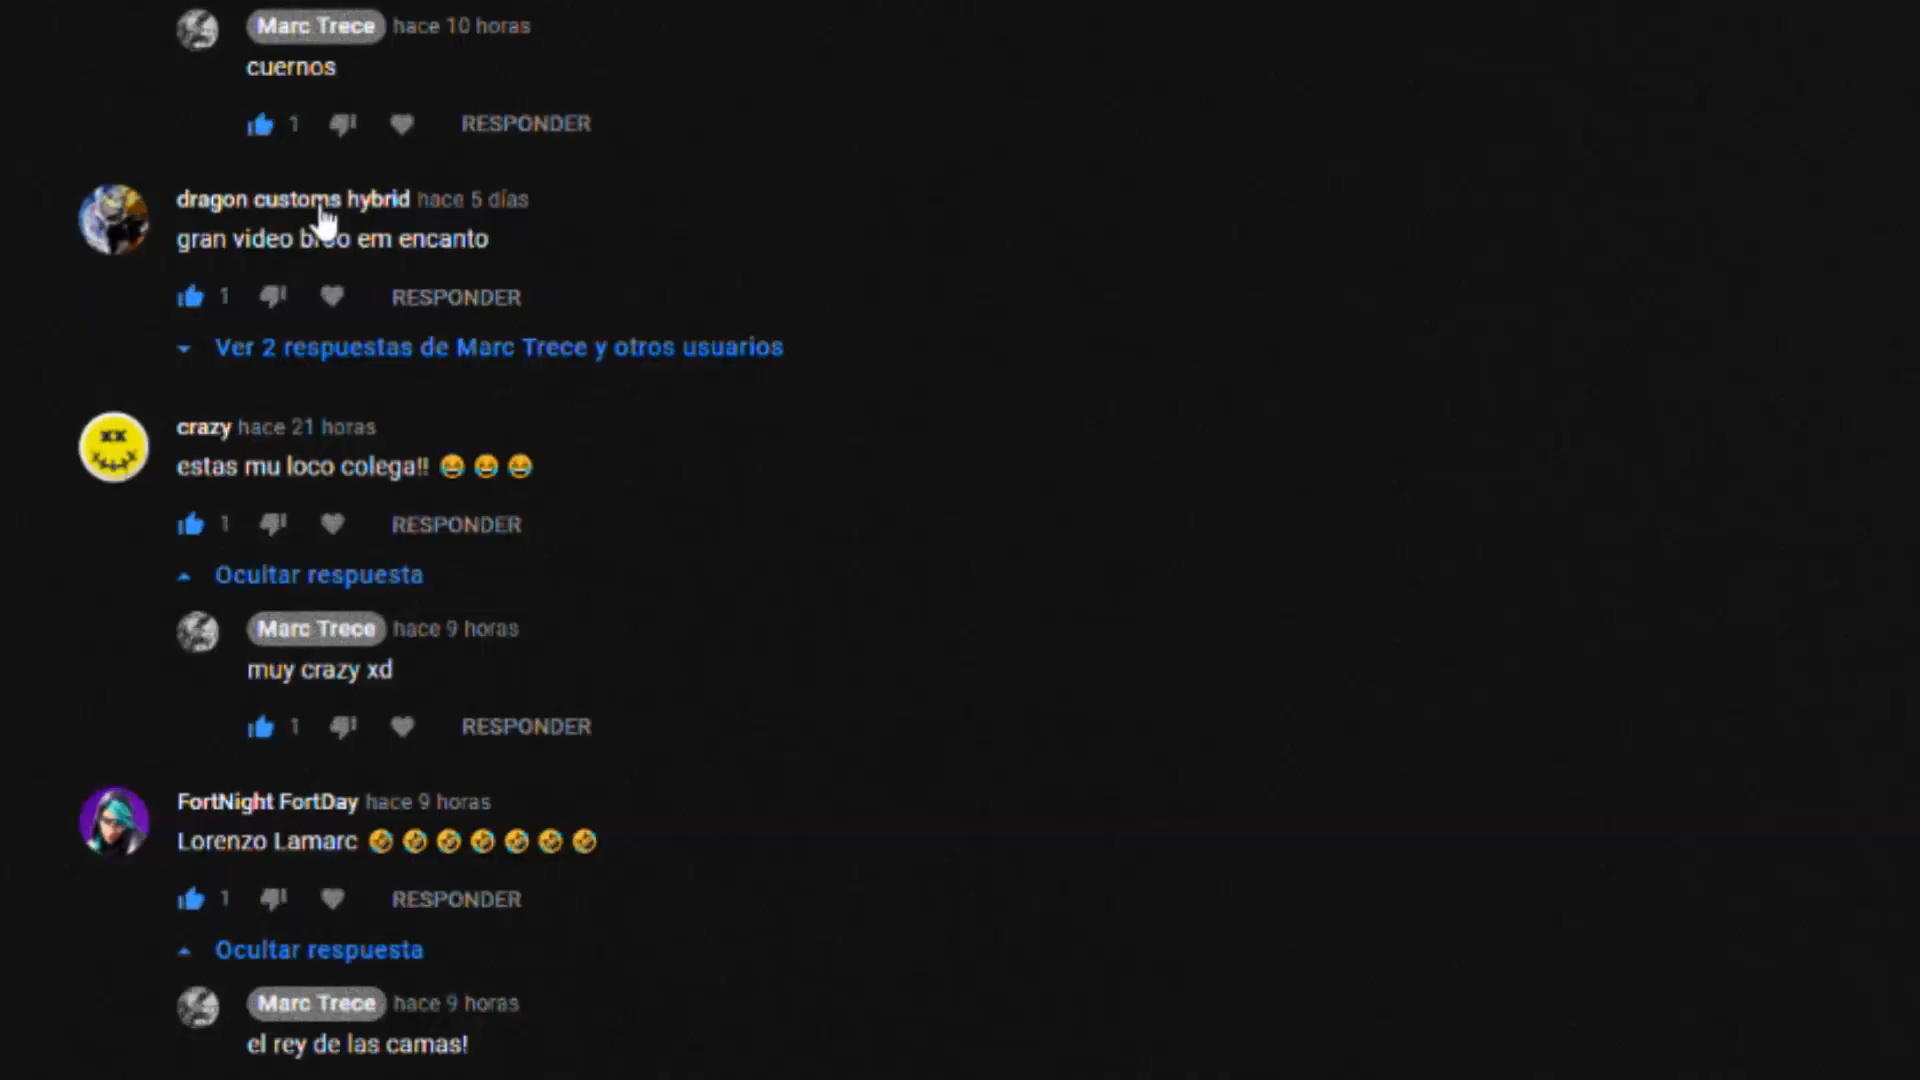 Marc Trece hace 10 horas
cuernos
1 RESPONDER
dragon customs hybrid hace 5 días
gran video em encanto
1 RESPONDER
Ver 2 respuestas de Marc Trece y otros usuarios
crazy hace 21 horas
estas mu loco colega!! 😂 😂 😂
1 RESPONDER
Ocultar respuesta
Marc Trece hace 9 horas
muy crazy xd
1 RESPONDER
FortNight FortDay hace 9 horas
Lorenzo Lamarc 🤣 🤣 🤣 🤣 🤣 🤣 🤣
1 RESPONDER
Ocultar respuesta
Marc Trece hace 9 horas
el rey de las camas!